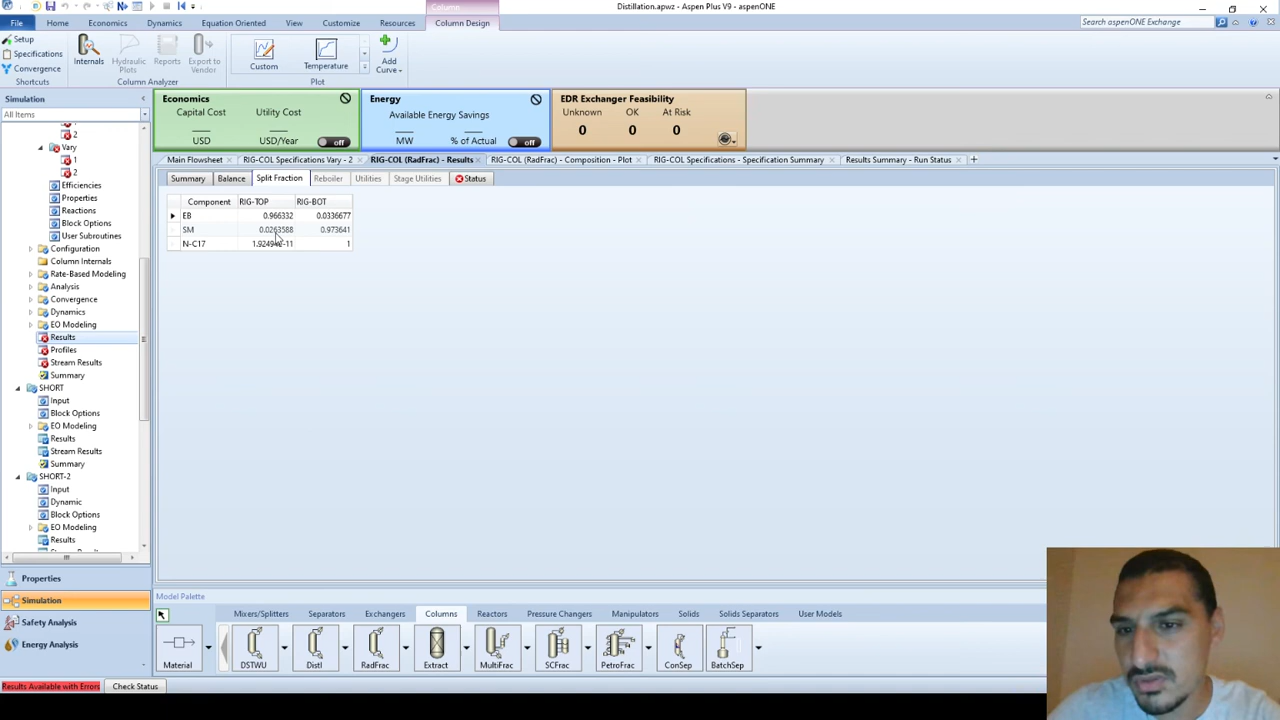 Column
Distillation.apwz - Aspen Plus V9 - aspenONE
File Home Economics Dynamics Equation Oriented View Customize Resources Column Design
Search aspenONE Exchange
Setup
Specifications
Convergence
Shortcuts
Internals
Hydraulic Plots
Reports
Export to Vendor
Column Analyzer
Custom
Temperature
Plot
Add Curve
Simulation
All Items
Economics
Capital Cost Utility Cost
USD USD/Year
off
Energy
Available Energy Savings
MW % of Actual
off
EDR Exchanger Feasibility
Unknown OK At Risk
0 0 0
Main Flowsheet RIG-COL Specifications Vary - 2 RIG-COL (RadFrac) - Results RIG-COL (RadFrac) - Composition - Plot RIG-COL Specifications - Specification Summary Results Summary - Run Status
Summary Balance Split Fraction Reboiler Utilities Stage Utilities Status
Component RIG-TOP RIG-BOT
EB 0.966332 0.0336677
SM 0.0263588 0.973641
N-C17 1
2
Vary
1
2
Efficiencies
Properties
Reactions
Block Options
User Subroutines
Configuration
Column Internals
Rate-Based Modeling
Analysis
Convergence
Dynamics
EO Modeling
Results
Profiles
Stream Results
Summary
SHORT
Input
Block Options
EO Modeling
Results
Stream Results
Summary
SHORT-2
Input
Dynamic
Block Options
EO Modeling
Results
Properties
Simulation
Safety Analysis
Energy Analysis
Model Palette
Mixers/Splitters Separators Exchangers Columns Reactors Pressure Changers Manipulators Solids Solids Separators User Models
Material DSTWU Distl RadFrac Extract MultiFrac SCFrac PetroFrac ConSep BatchSep
Results Available with Errors Check Status